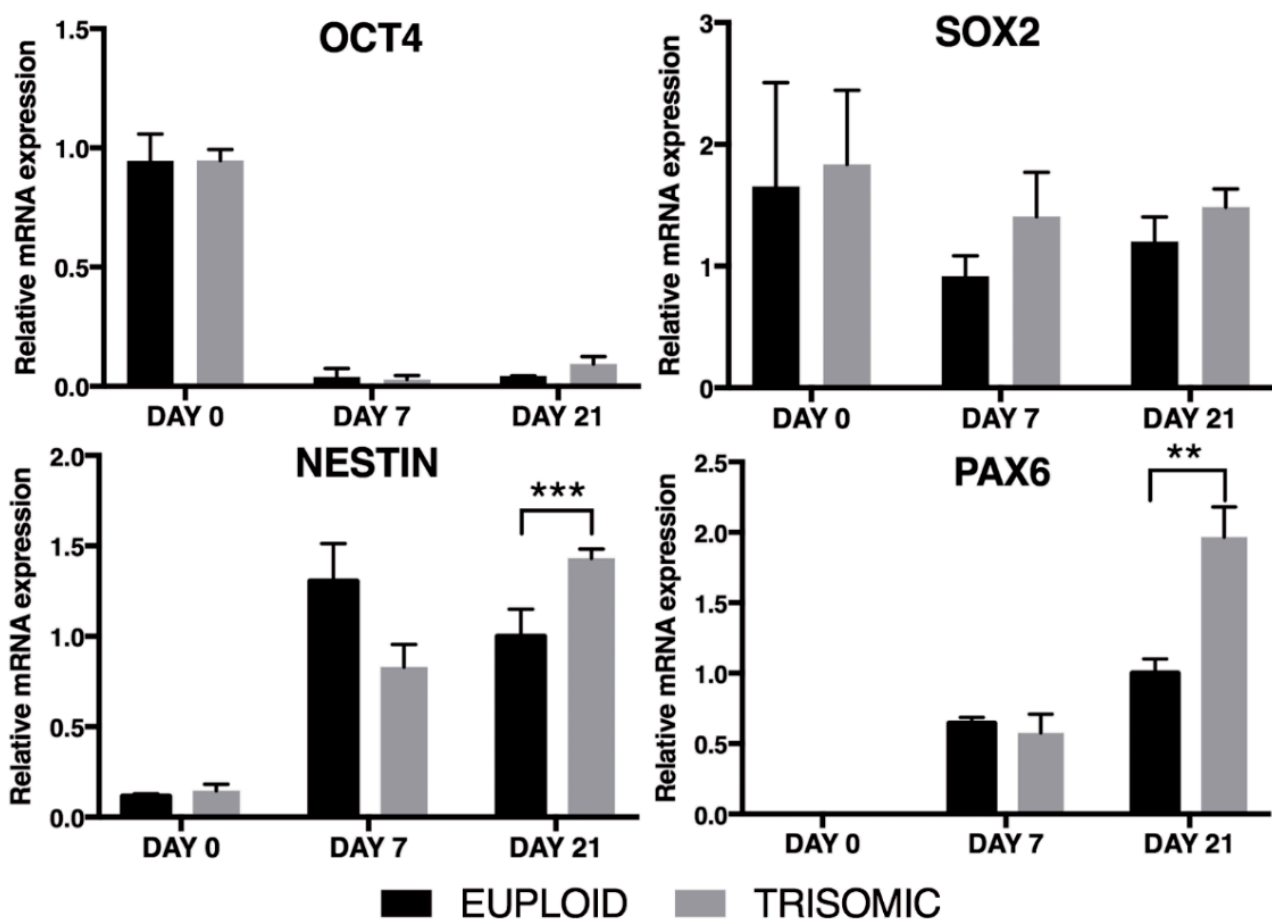 OCT4
Relative mRNA expression
1.5
1.0
0.5
0.0
DAY 0 DAY 7 DAY 21
SOX2
Relative mRNA expression
3
2
1
0
DAY 0 DAY 7 DAY 21
NESTIN
Relative mRNA expression
2.0
1.5
1.0
0.5
0.0
***
DAY 0 DAY 7 DAY 21
PAX6
Relative mRNA expression
2.5
2.0
1.5
1.0
0.5
0.0
**
DAY 0 DAY 7 DAY 21
EUPLOID TRISOMIC